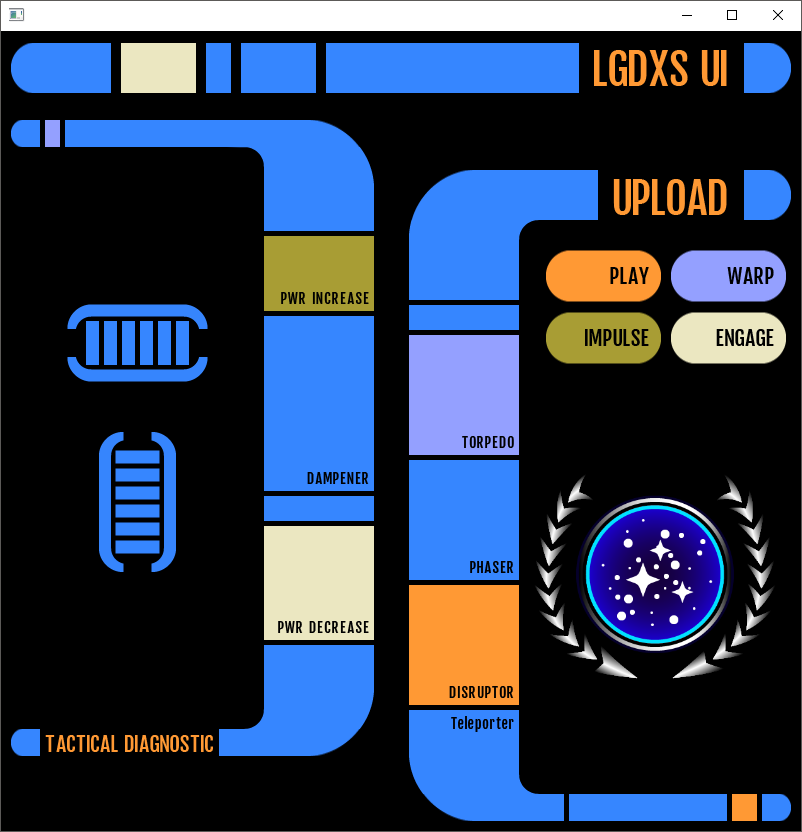 LGDXS UI
UPLOAD
PLAY
WARP
PWR INCREASE
IMPULSE
ENGAGE
TORPEDO
DAMPENER
PHASER
PWR DECREASE
DISRUPTOR
Teleporter
TACTICAL DIAGNOSTIC